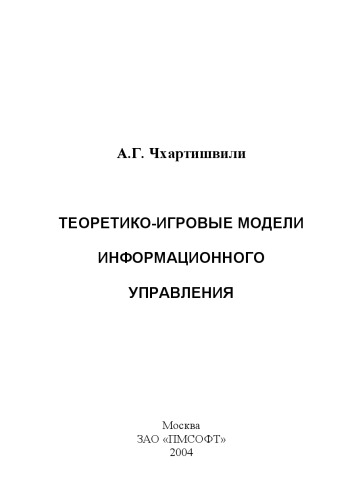 А.Г. Чхартишвили
ТЕОРЕТИКО-ИГРОВЫЕ МОДЕЛИ
ИНФОРМАЦИОННОГО
УПРАВЛЕНИЯ
Москва
ЗАО «ПМСОФТ»
2004